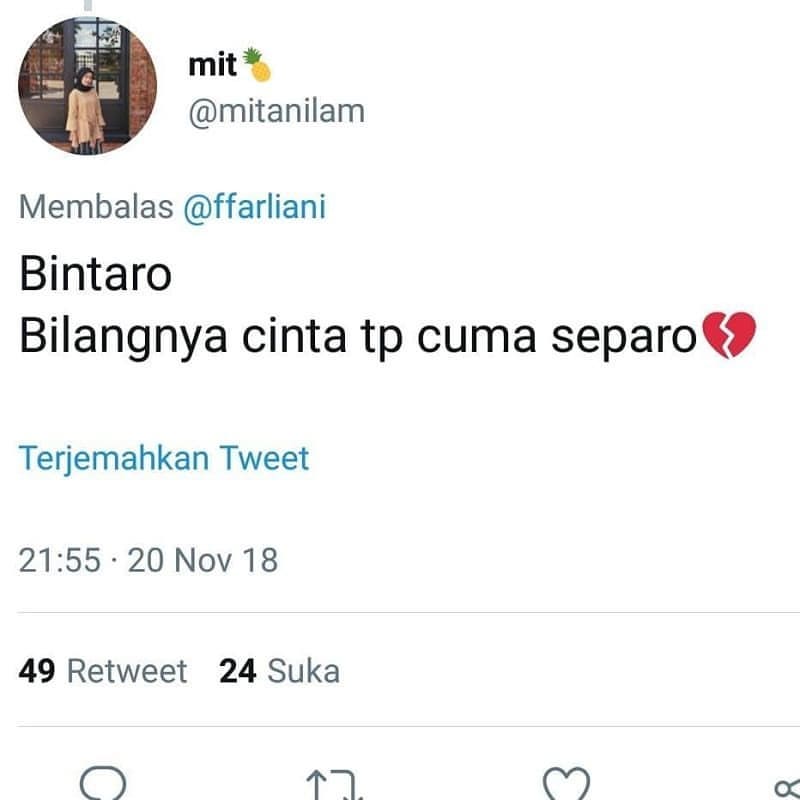 mit🍍
@mitanilam
Membalas @ffarliani
Bintaro
Bilangnya cinta tp cuma separo💔
Terjemahkan Tweet
21:55 · 20 Nov 18
49 Retweet 24 Suka